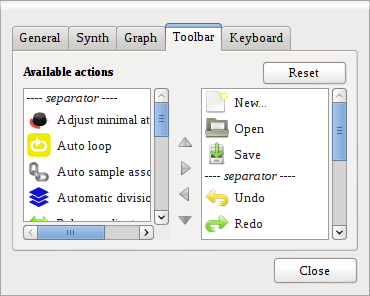 General Synth Graph Toolbar Keyboard
Available actions
Reset
---- separator ----
Adjust minimal at
Auto loop
Auto sample asso
Automatic divisio
New...
Open
Save
---- separator ----
Undo
Redo
Close